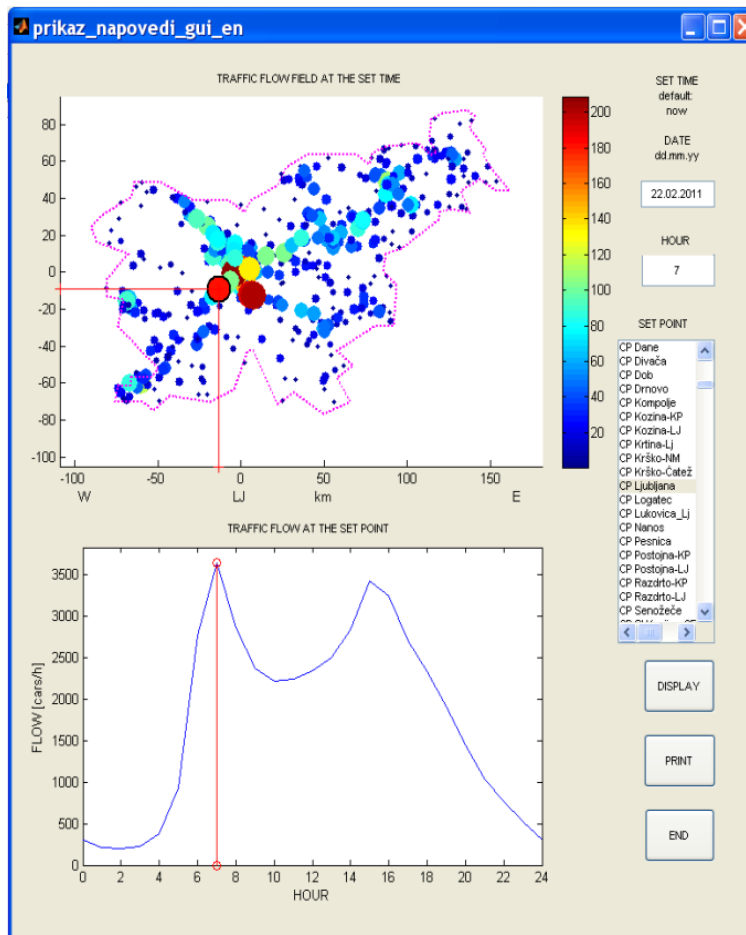 prikaz_napovedi_gui_en
TRAFFIC FLOW FIELD AT THE SET TIME
80
60
40
20
0
-20
-40
-60
-80
-100
-100 -50 0 50 100 150
W LJ km E
200
180
160
140
120
100
80
60
40
20
SET TIME
default:
now
DATE
dd.mm.yy
22.02.2011
HOUR
7
SET POINT
CP Dane
CP Divača
CP Dob
CP Drnovo
CP Kompolje
CP Kozina-KP
CP Kozina-LJ
CP Krtina-Lj
CP Krško-NM
CP Krško-Čatež
CP Ljubljana
CP Logatec
CP Lukovica_Lj
CP Nanos
CP Pesnica
CP Postojna-KP
CP Postojna-LJ
CP Razdrto-KP
CP Razdrto-LJ
CP Senožeče
TRAFFIC FLOW AT THE SET POINT
FLOW [cars/h]
3500
3000
2500
2000
1500
1000
500
0
0 2 4 6 8 10 12 14 16 18 20 22 24
HOUR
DISPLAY
PRINT
END